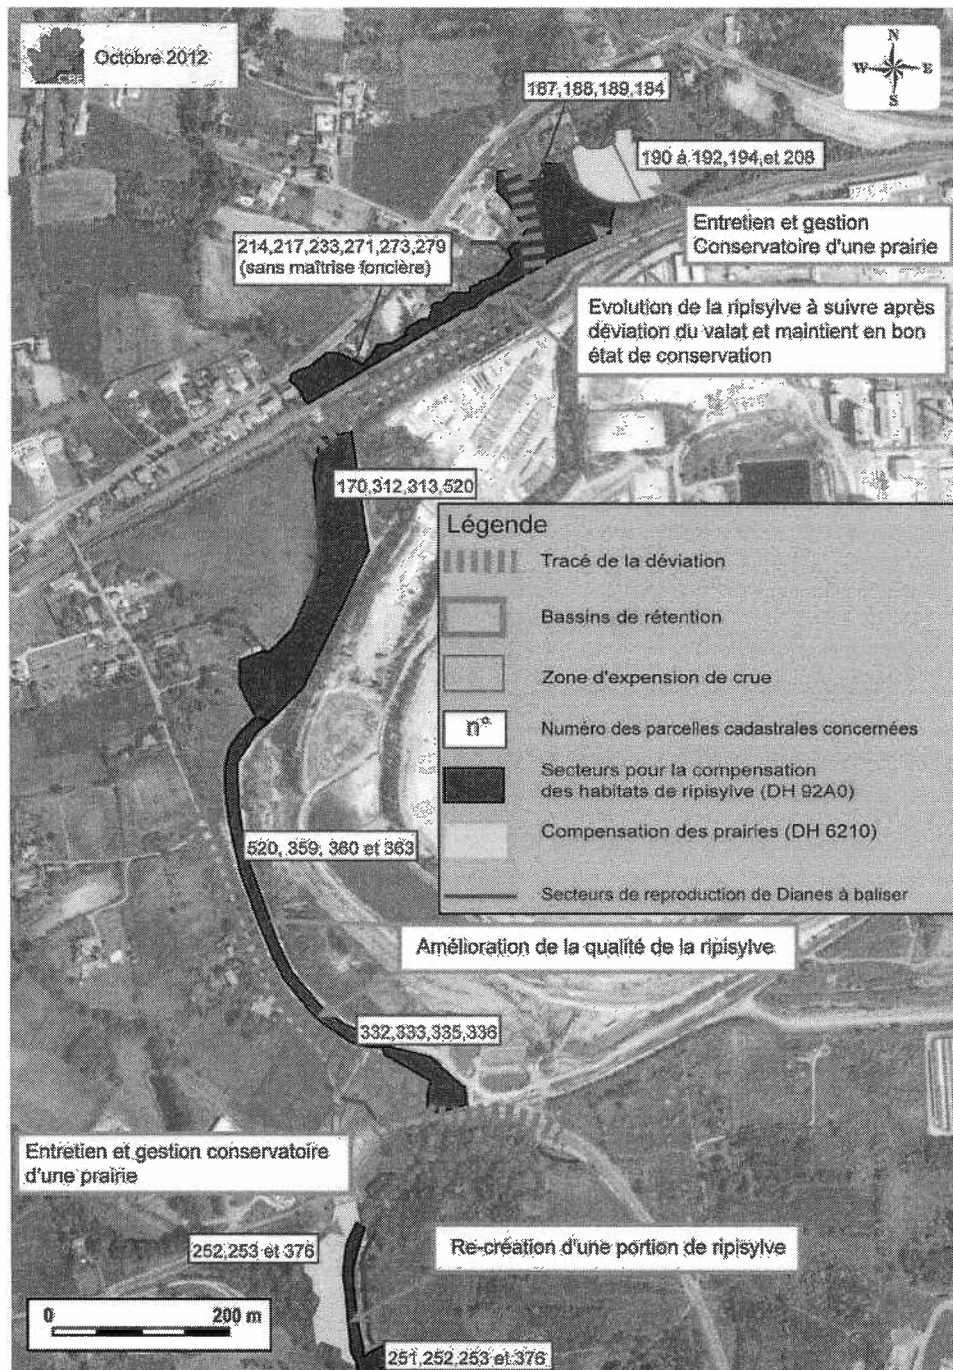 Octobre 2012
CBE
N
W E
S
187,188,189,184
190 à 192,194,et 208
Entretien et gestion
Conservatoire d'une prairie
214,217,233,271,273,279
(sans maîtrise foncière)
Evolution de la ripisylve à suivre après
déviation du valat et maintient en bon
état de conservation
170,312,313,520
Légende
Tracé de la déviation
Bassins de rétention
Zone d'expension de crue
n°
Numéro des parcelles cadastrales concernées
Secteurs pour la compensation
des habitats de ripisylve (DH 92A0)
Compensation des prairies (DH 6210)
Secteurs de reproduction de Dianes à baliser
520, 359, 360 et 363
Amélioration de la qualité de la ripisylve
332,333,335,336
Entretien et gestion conservatoire
d'une prairie
252,253 et 376
Re-création d'une portion de ripisylve
0 200 m
251,252,253 et 376